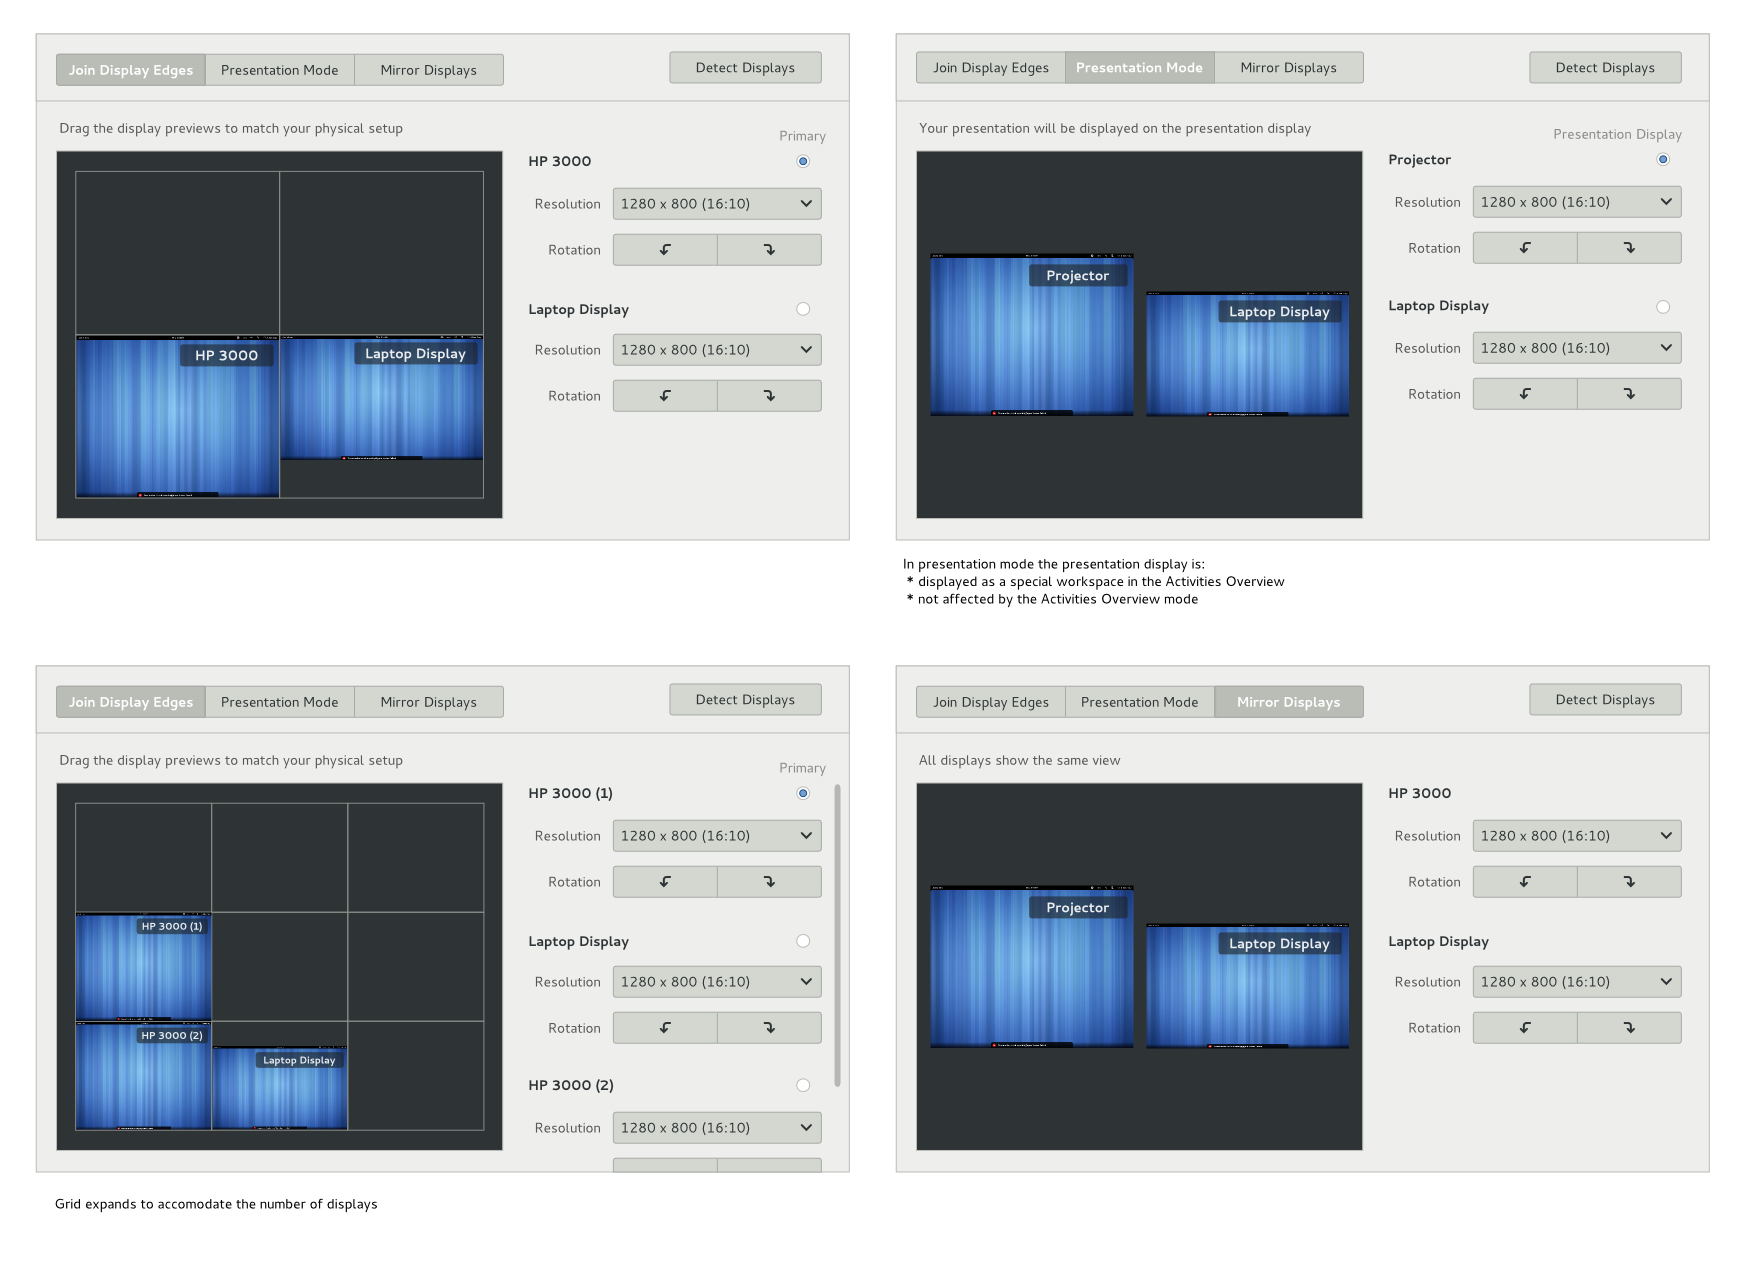 Join Display Edges
Presentation Mode
Mirror Displays
Detect Displays
Drag the display previews to match your physical setup
Primary
HP 3000
Laptop Display
HP 3000
Resolution
1280 x 800 (16:10)
Rotation
Laptop Display
Resolution
1280 x 800 (16:10)
Rotation
Join Display Edges
Presentation Mode
Mirror Displays
Detect Displays
Your presentation will be displayed on the presentation display
Presentation Display
Projector
Laptop Display
Projector
Resolution
1280 x 800 (16:10)
Rotation
Laptop Display
Resolution
1280 x 800 (16:10)
Rotation
In presentation mode the presentation display is:
* displayed as a special workspace in the Activities Overview
* not affected by the Activities Overview mode
Join Display Edges
Presentation Mode
Mirror Displays
Detect Displays
Drag the display previews to match your physical setup
Primary
HP 3000 (1)
HP 3000 (2)
Laptop Display
HP 3000 (1)
Resolution
1280 x 800 (16:10)
Rotation
Laptop Display
Resolution
1280 x 800 (16:10)
Rotation
HP 3000 (2)
Resolution
1280 x 800 (16:10)
Grid expands to accomodate the number of displays
Join Display Edges
Presentation Mode
Mirror Displays
Detect Displays
All displays show the same view
Projector
Laptop Display
HP 3000
Resolution
1280 x 800 (16:10)
Rotation
Laptop Display
Resolution
1280 x 800 (16:10)
Rotation